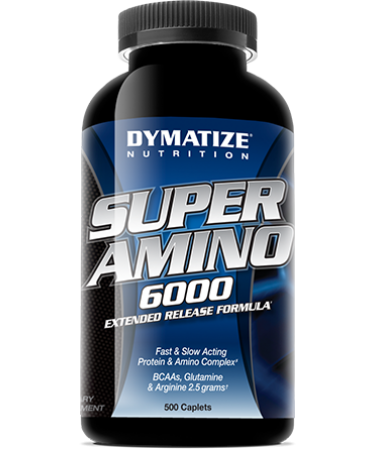 DYMATIZE®
NUTRITION
SUPER
AMINO
6000
EXTENDED RELEASE FORMULA*
Fast & Slow Acting
Protein & Amino Complex†
BCAAs, Glutamine
& Arginine 2.5 grams†
500 Caplets